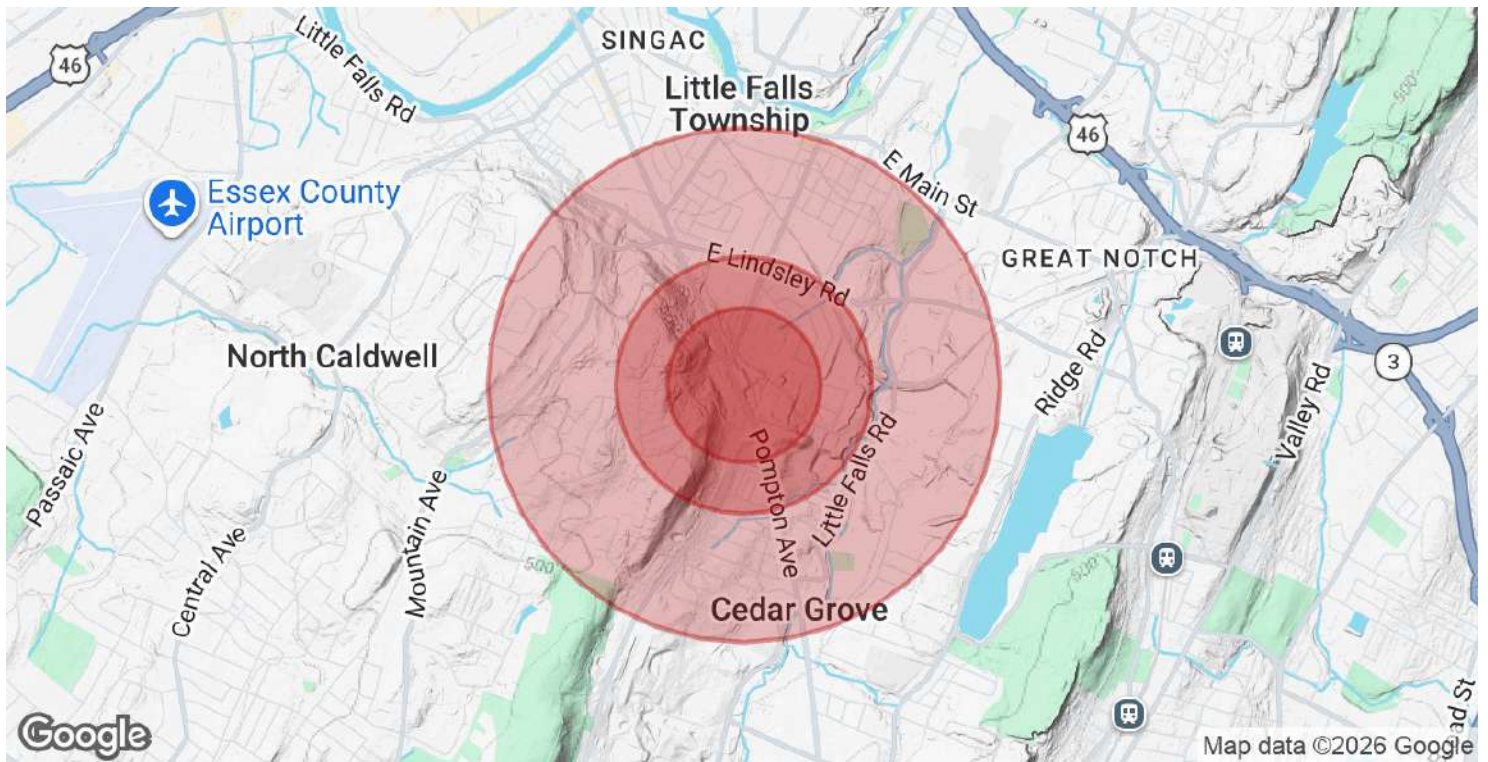 46
Little Falls Rd
SINGAC
Little Falls
Township
46
E Main St
Essex County
Airport
GREAT NOTCH
E Lindsley Rd
North Caldwell
Ridge Rd
3
Valley Rd
Passaic Ave
Pompton Ave
Little Falls Rd
Mountain Ave
Central Ave
500
500
500
Cedar Grove
Google
Map data ©2026 Google